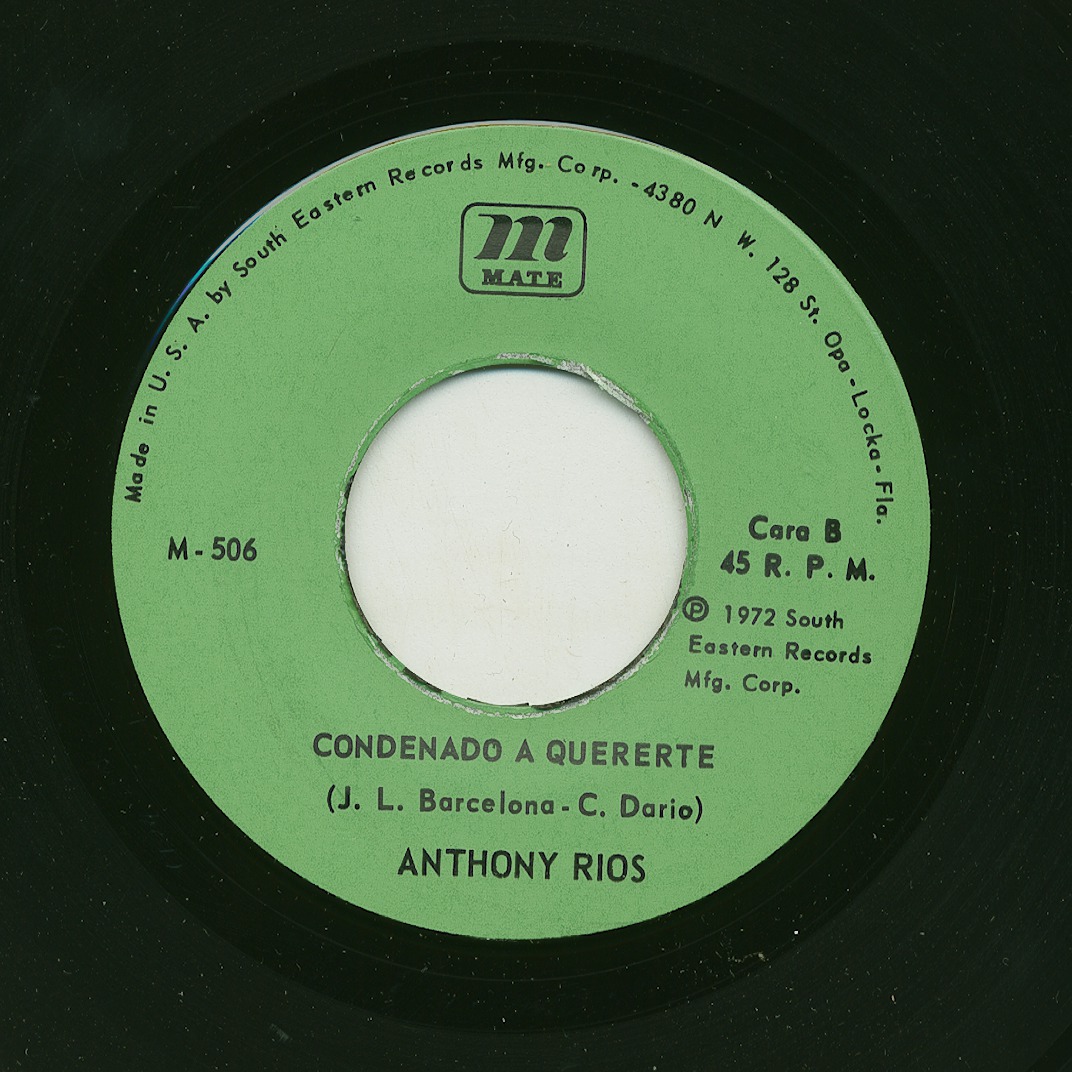 Made in U. S. A. by South Eastern Records Mfg. Corp. - 4380 N W. 128 St. Opa - Locka - Fla.
m
MATE
M - 506
Cara B
45 R. P. M.
℗ 1972 South
Eastern Records
Mfg. Corp.
CONDENADO A QUERERTE
(J. L. Barcelona - C. Dario)
ANTHONY RIOS